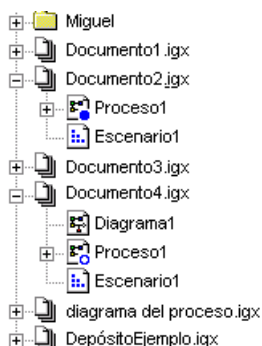 Miguel
Documento1.igx
Documento2.igx
Proceso1
Escenario1
Documento3.igx
Documento4.igx
Diagrama1
Proceso1
Escenario1
diagrama del proceso.igx
DepósitoEjemplo.igx